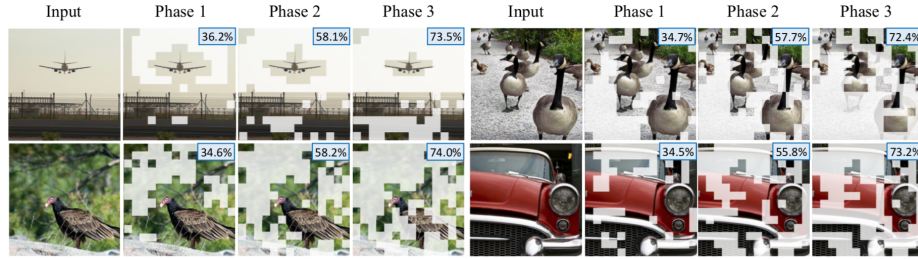 Input Phase 1 Phase 2 Phase 3 Input Phase 1 Phase 2 Phase 3
36.2% 58.1% 73.5% 34.7% 57.7% 72.4%
34.6% 58.2% 74.0% 34.5% 55.8% 73.2%